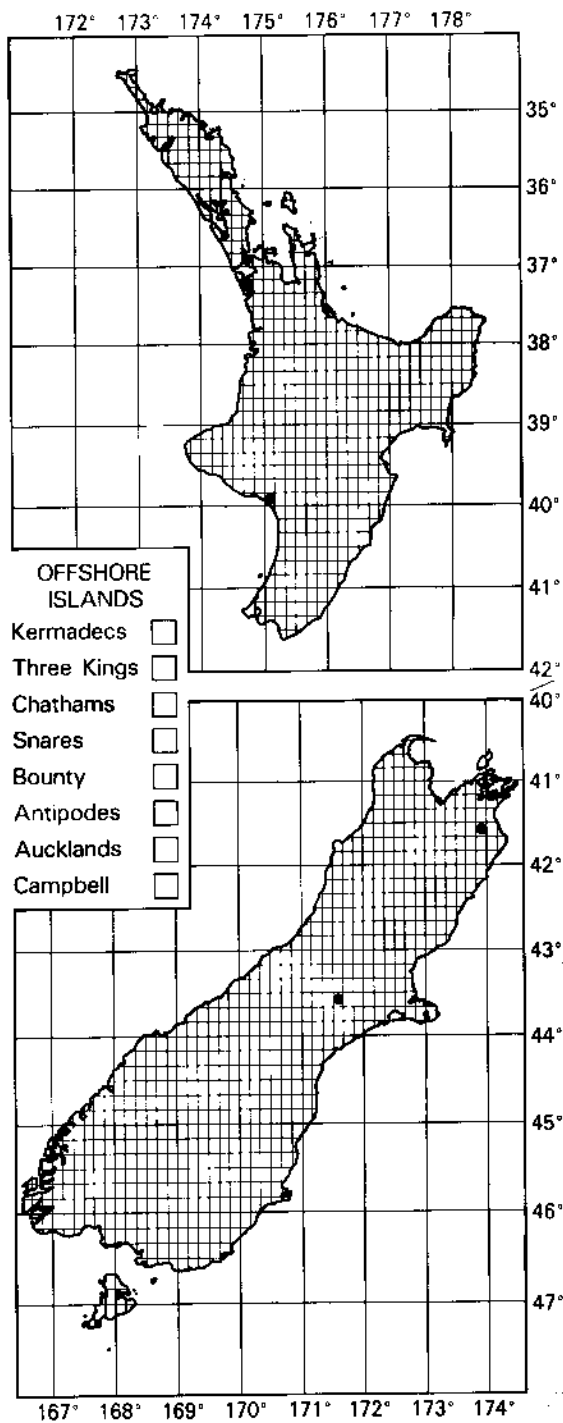 172° 173° 174° 175° 176° 177° 178°
35°
36°
37°
38°
39°
40°
41°
42°
OFFSHORE
ISLANDS
Kermadecs
Three Kings
Chathams
Snares
Bounty
Antipodes
Aucklands
Campbell
40°
41°
42°
43°
44°
45°
46°
47°
167° 168° 169° 170° 171° 172° 173° 174°